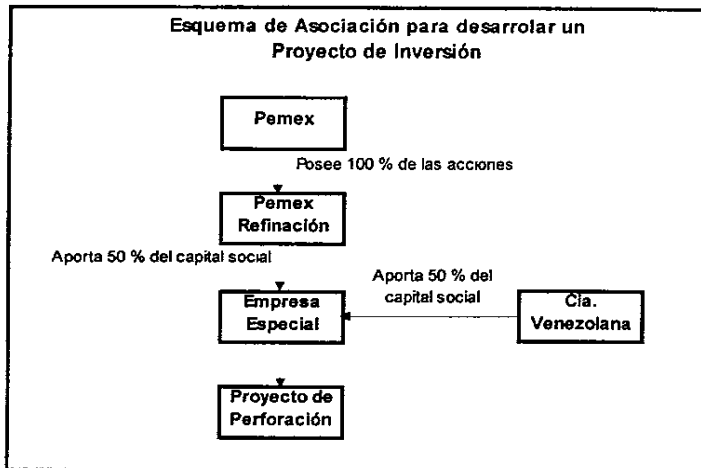 Esquema de Asociación para desarrolar un
Proyecto de Inversión
Pemex
Posee 100 % de las acciones
Pemex
Refinación
Aporta 50 % del capital social
Aporta 50 % del
capital social
Empresa
Especial
Cia.
Venezolana
Proyecto de
Perforación